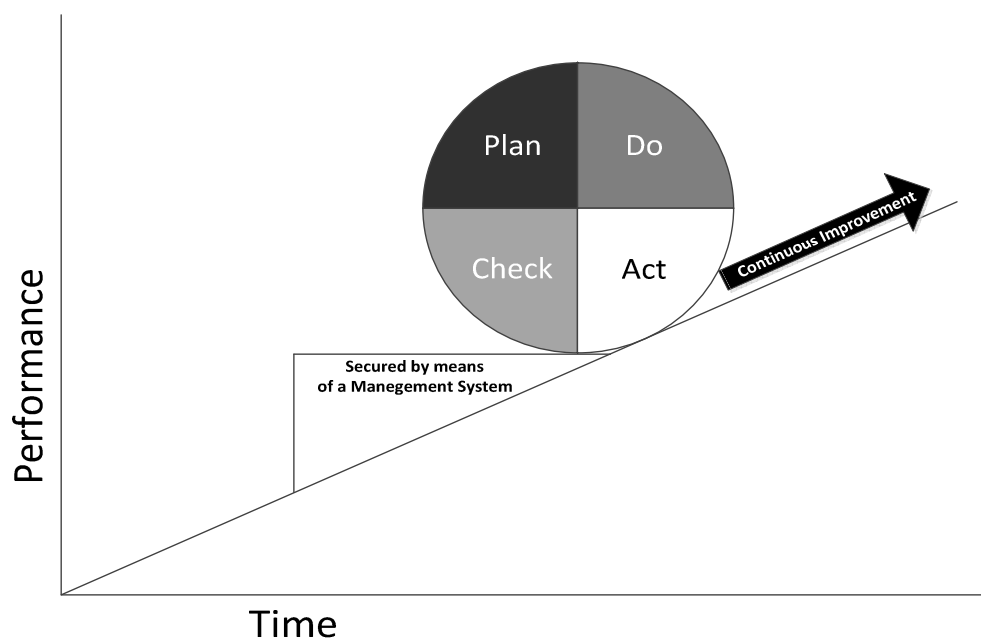 Plan
Do
Check
Act
Continuous Improvement
Secured by means
of a Manegement System
Performance
Time